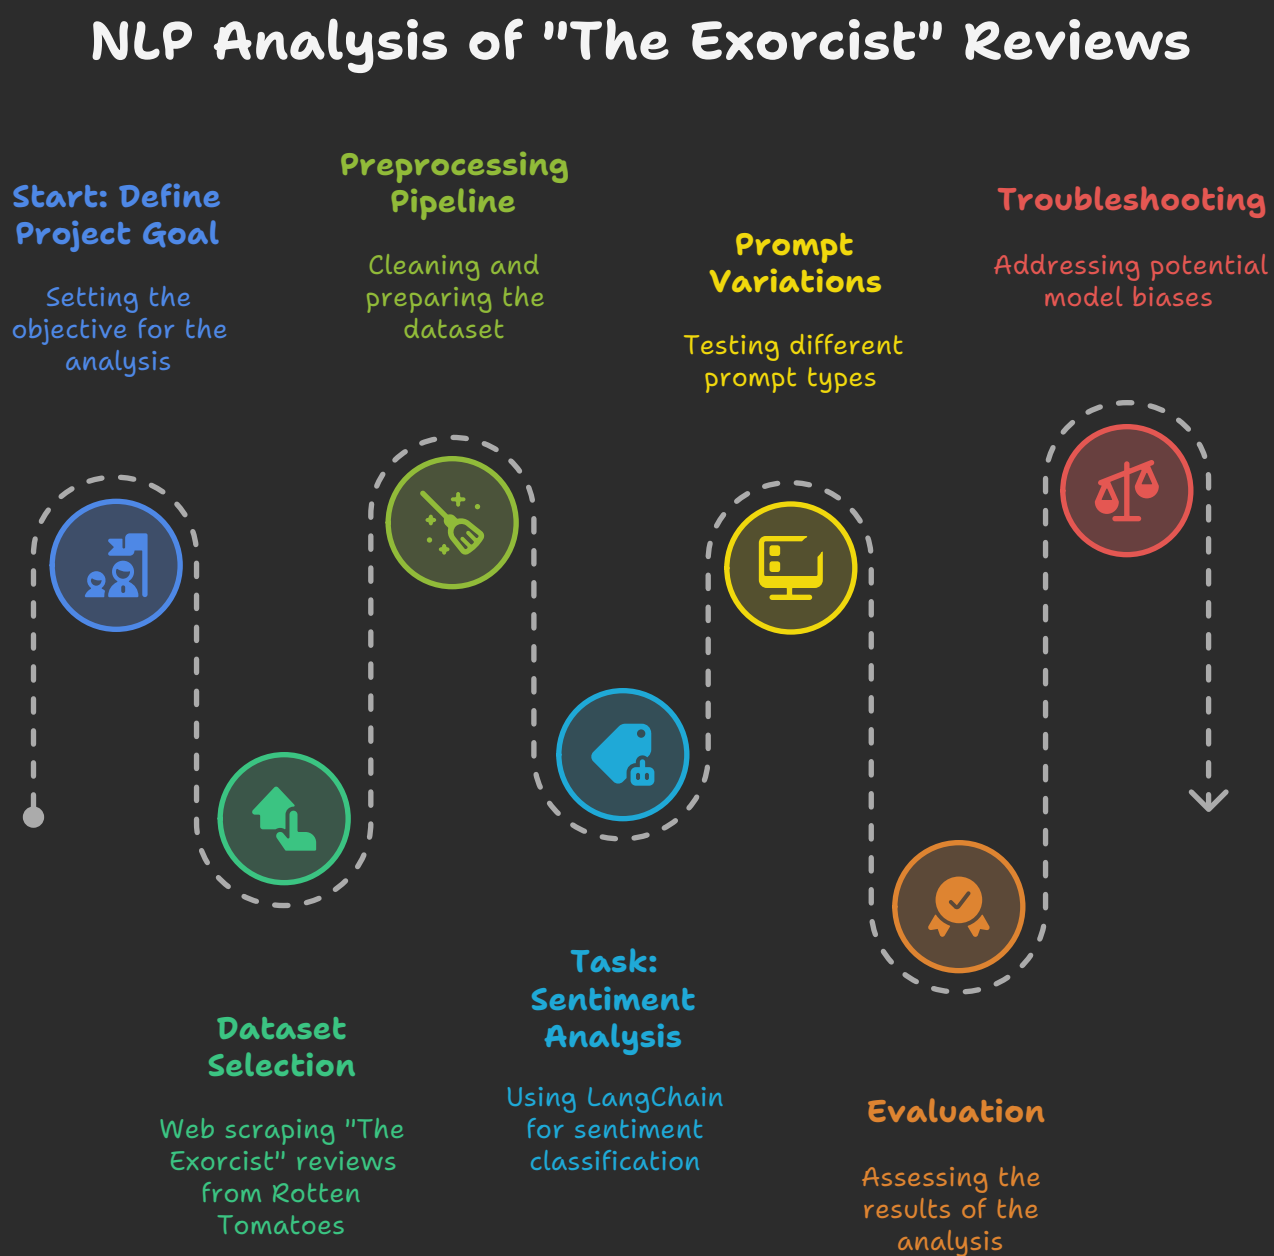 NLP Analysis of "The Exorcist" Reviews
Start: Define
Project Goal
Setting the
objective for the
analysis
Dataset
Selection
Web scraping "The
Exorcist" reviews
from Rotten
Tomatoes
Preprocessing
Pipeline
Cleaning and
preparing the
dataset
Task:
Sentiment
Analysis
Using LangChain
for sentiment
classification
Prompt
Variations
Testing different
prompt types
Evaluation
Assessing the
results of the
analysis
Troubleshooting
Addressing potential
model biases